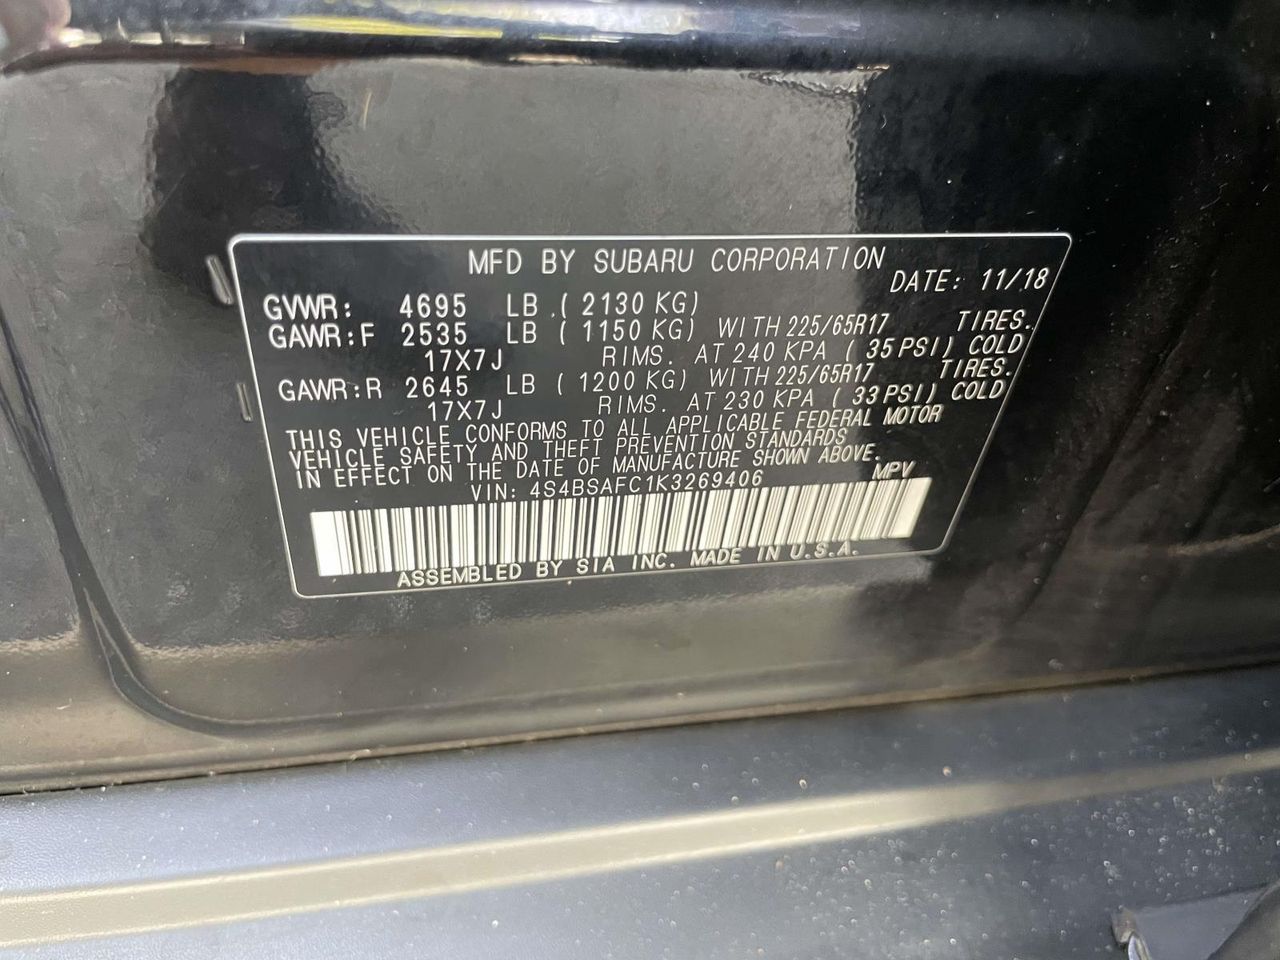 MFD BY SUBARU CORPORATION
DATE: 11/18
GVWR: 4695 LB (2130 KG)
GAWR:F 2535 LB (1150 KG) WITH 225/65R17 TIRES.
17X7J RIMS. AT 240 KPA (35 PSI) COLD
GAWR:R 2645 LB (1200 KG) WITH 225/65R17 TIRES.
17X7J RIMS. AT 230 KPA (33 PSI) COLD
THIS VEHICLE CONFORMS TO ALL APPLICABLE FEDERAL MOTOR
VEHICLE SAFETY AND THEFT PREVENTION STANDARDS
IN EFFECT ON THE DATE OF MANUFACTURE SHOWN ABOVE.
VIN: 4S4BSAFC1K3269406 MPV
ASSEMBLED BY SIA INC. MADE IN U.S.A.